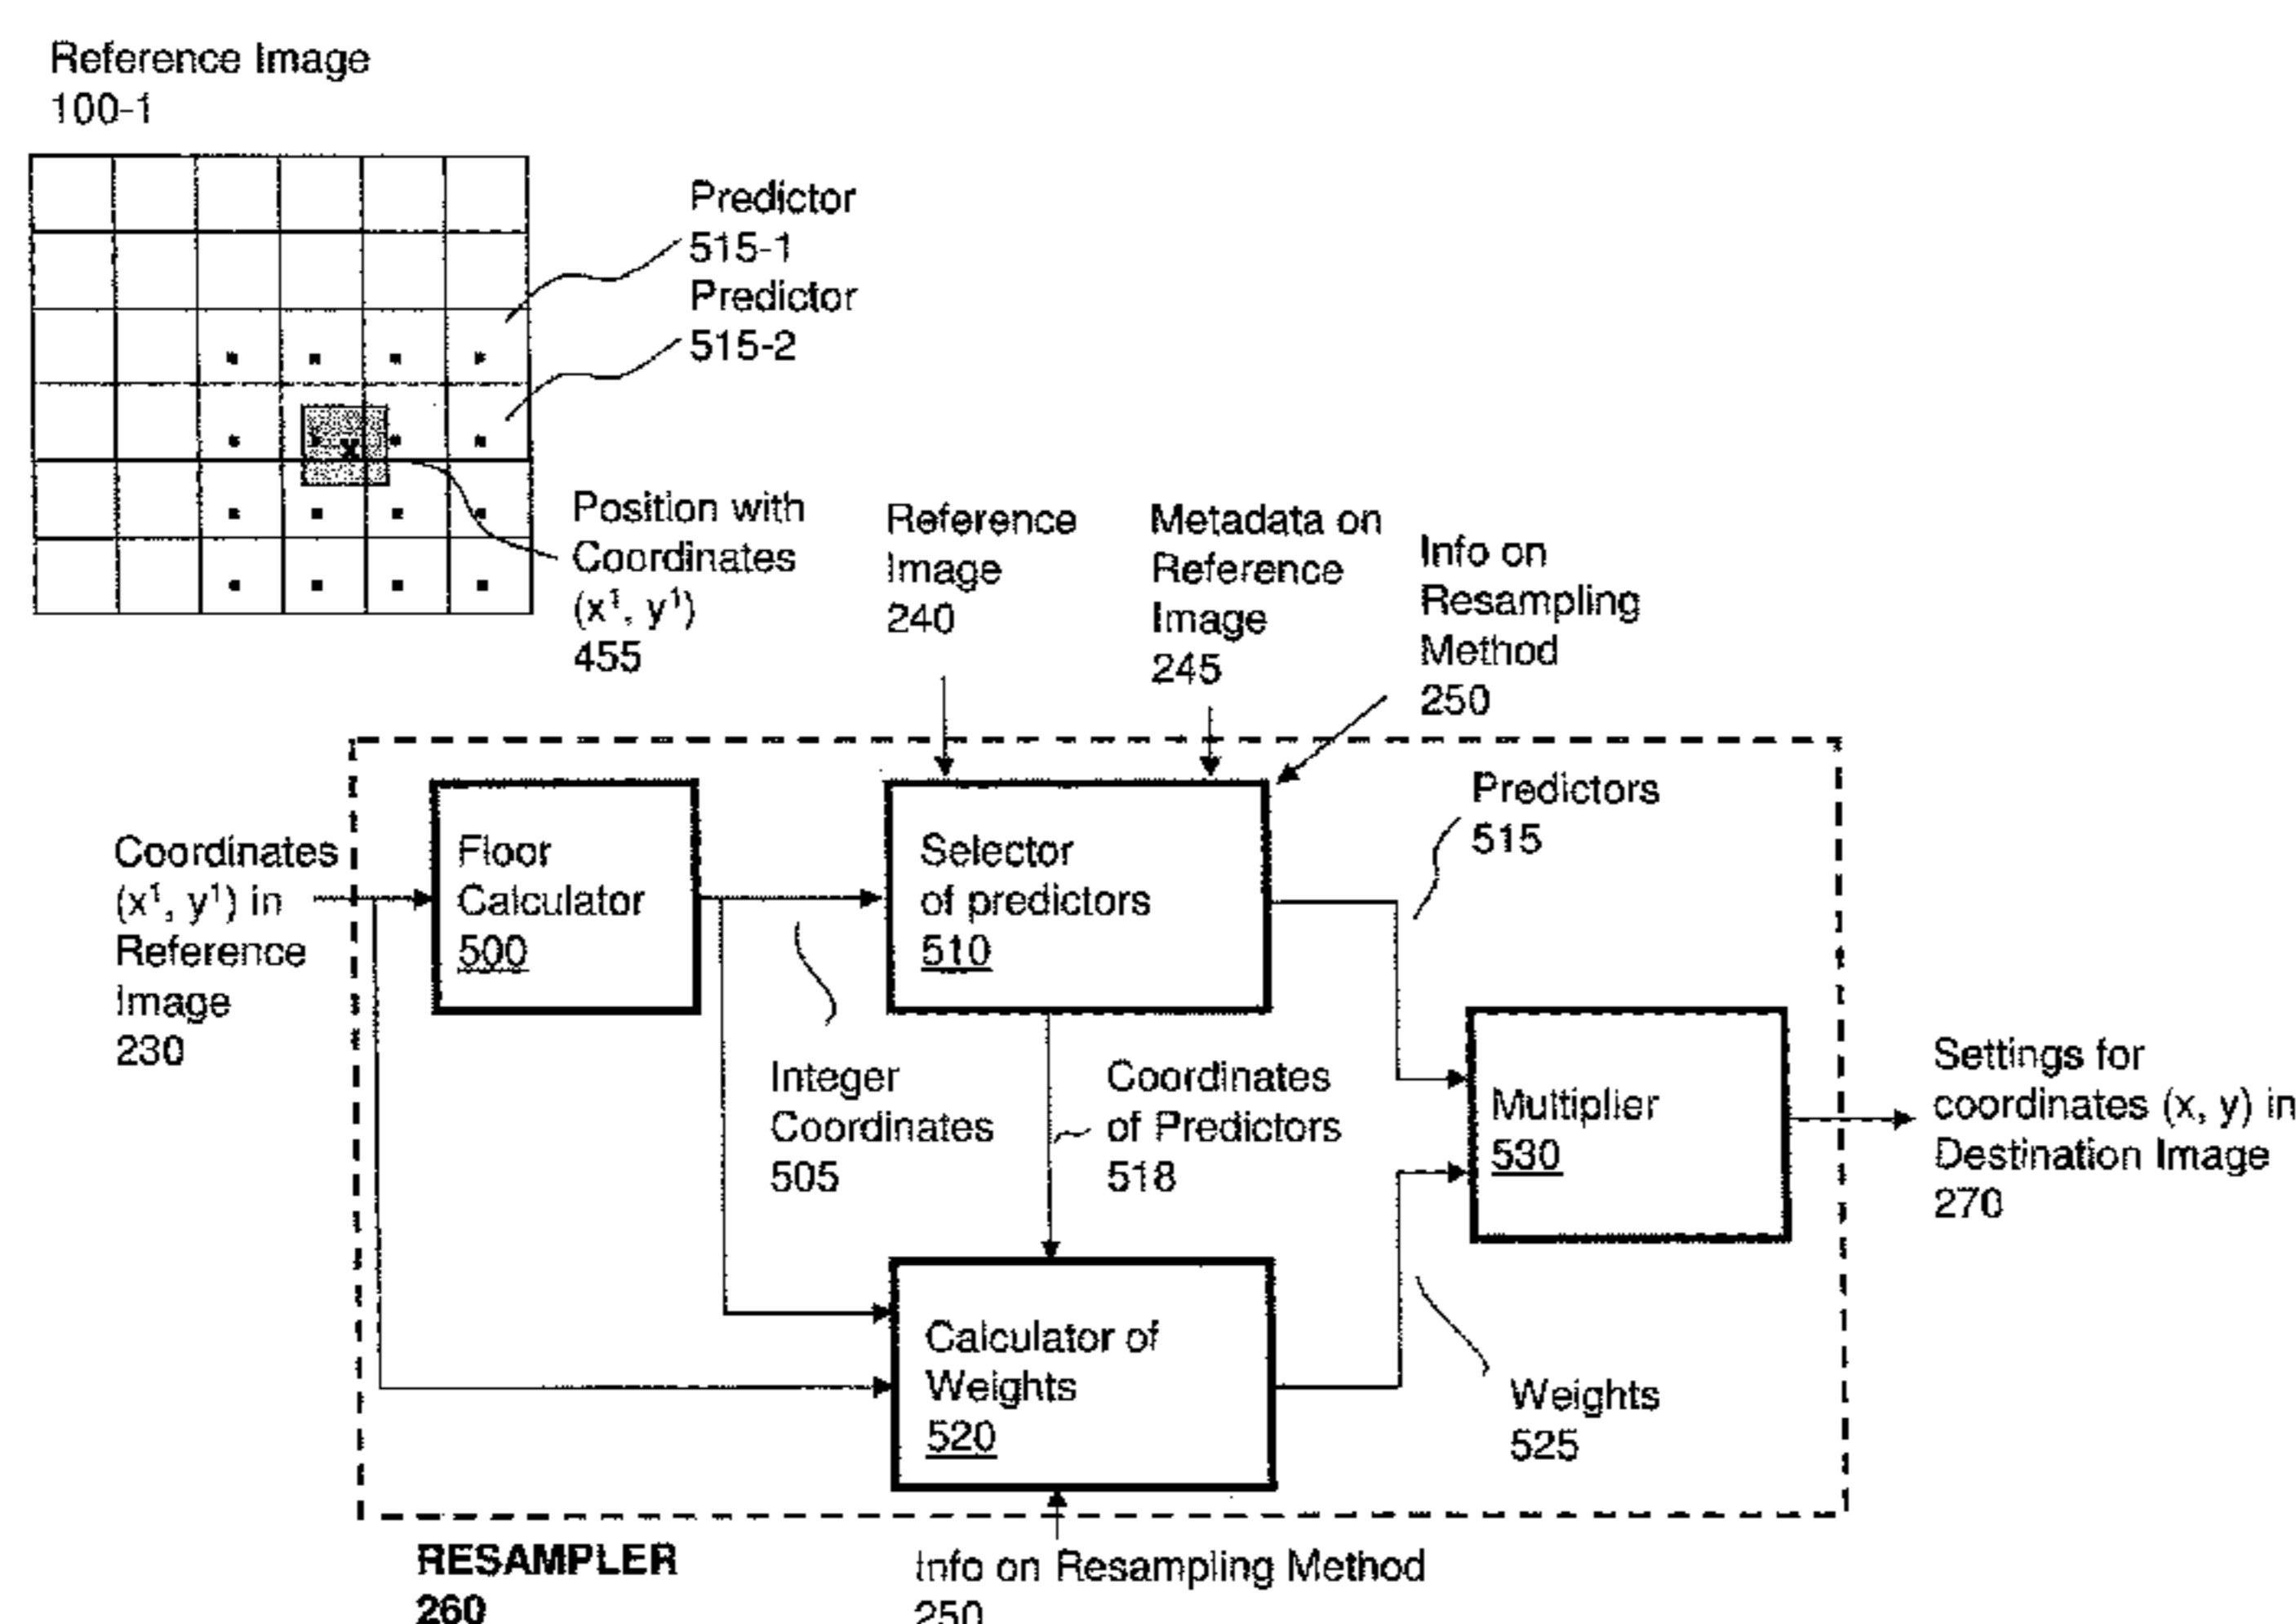 Reference Image
100-1
Predictor
515-1
Predictor
515-2
Position with
Coordinates
(x¹, y¹)
455
Reference
Image
240
Metadata on
Reference
Image
245
Info on
Resampling
Method
250
Coordinates
(x¹, y¹) in
Reference
Image
230
Floor
Calculator
500
Selector
of predictors
510
Predictors
515
Integer
Coordinates
505
Coordinates
of Predictors
518
Multiplier
530
Settings for
coordinates (x, y) in
Destination Image
270
Calculator of
Weights
520
Weights
525
RESAMPLER
260
Info on Resampling Method
250
x